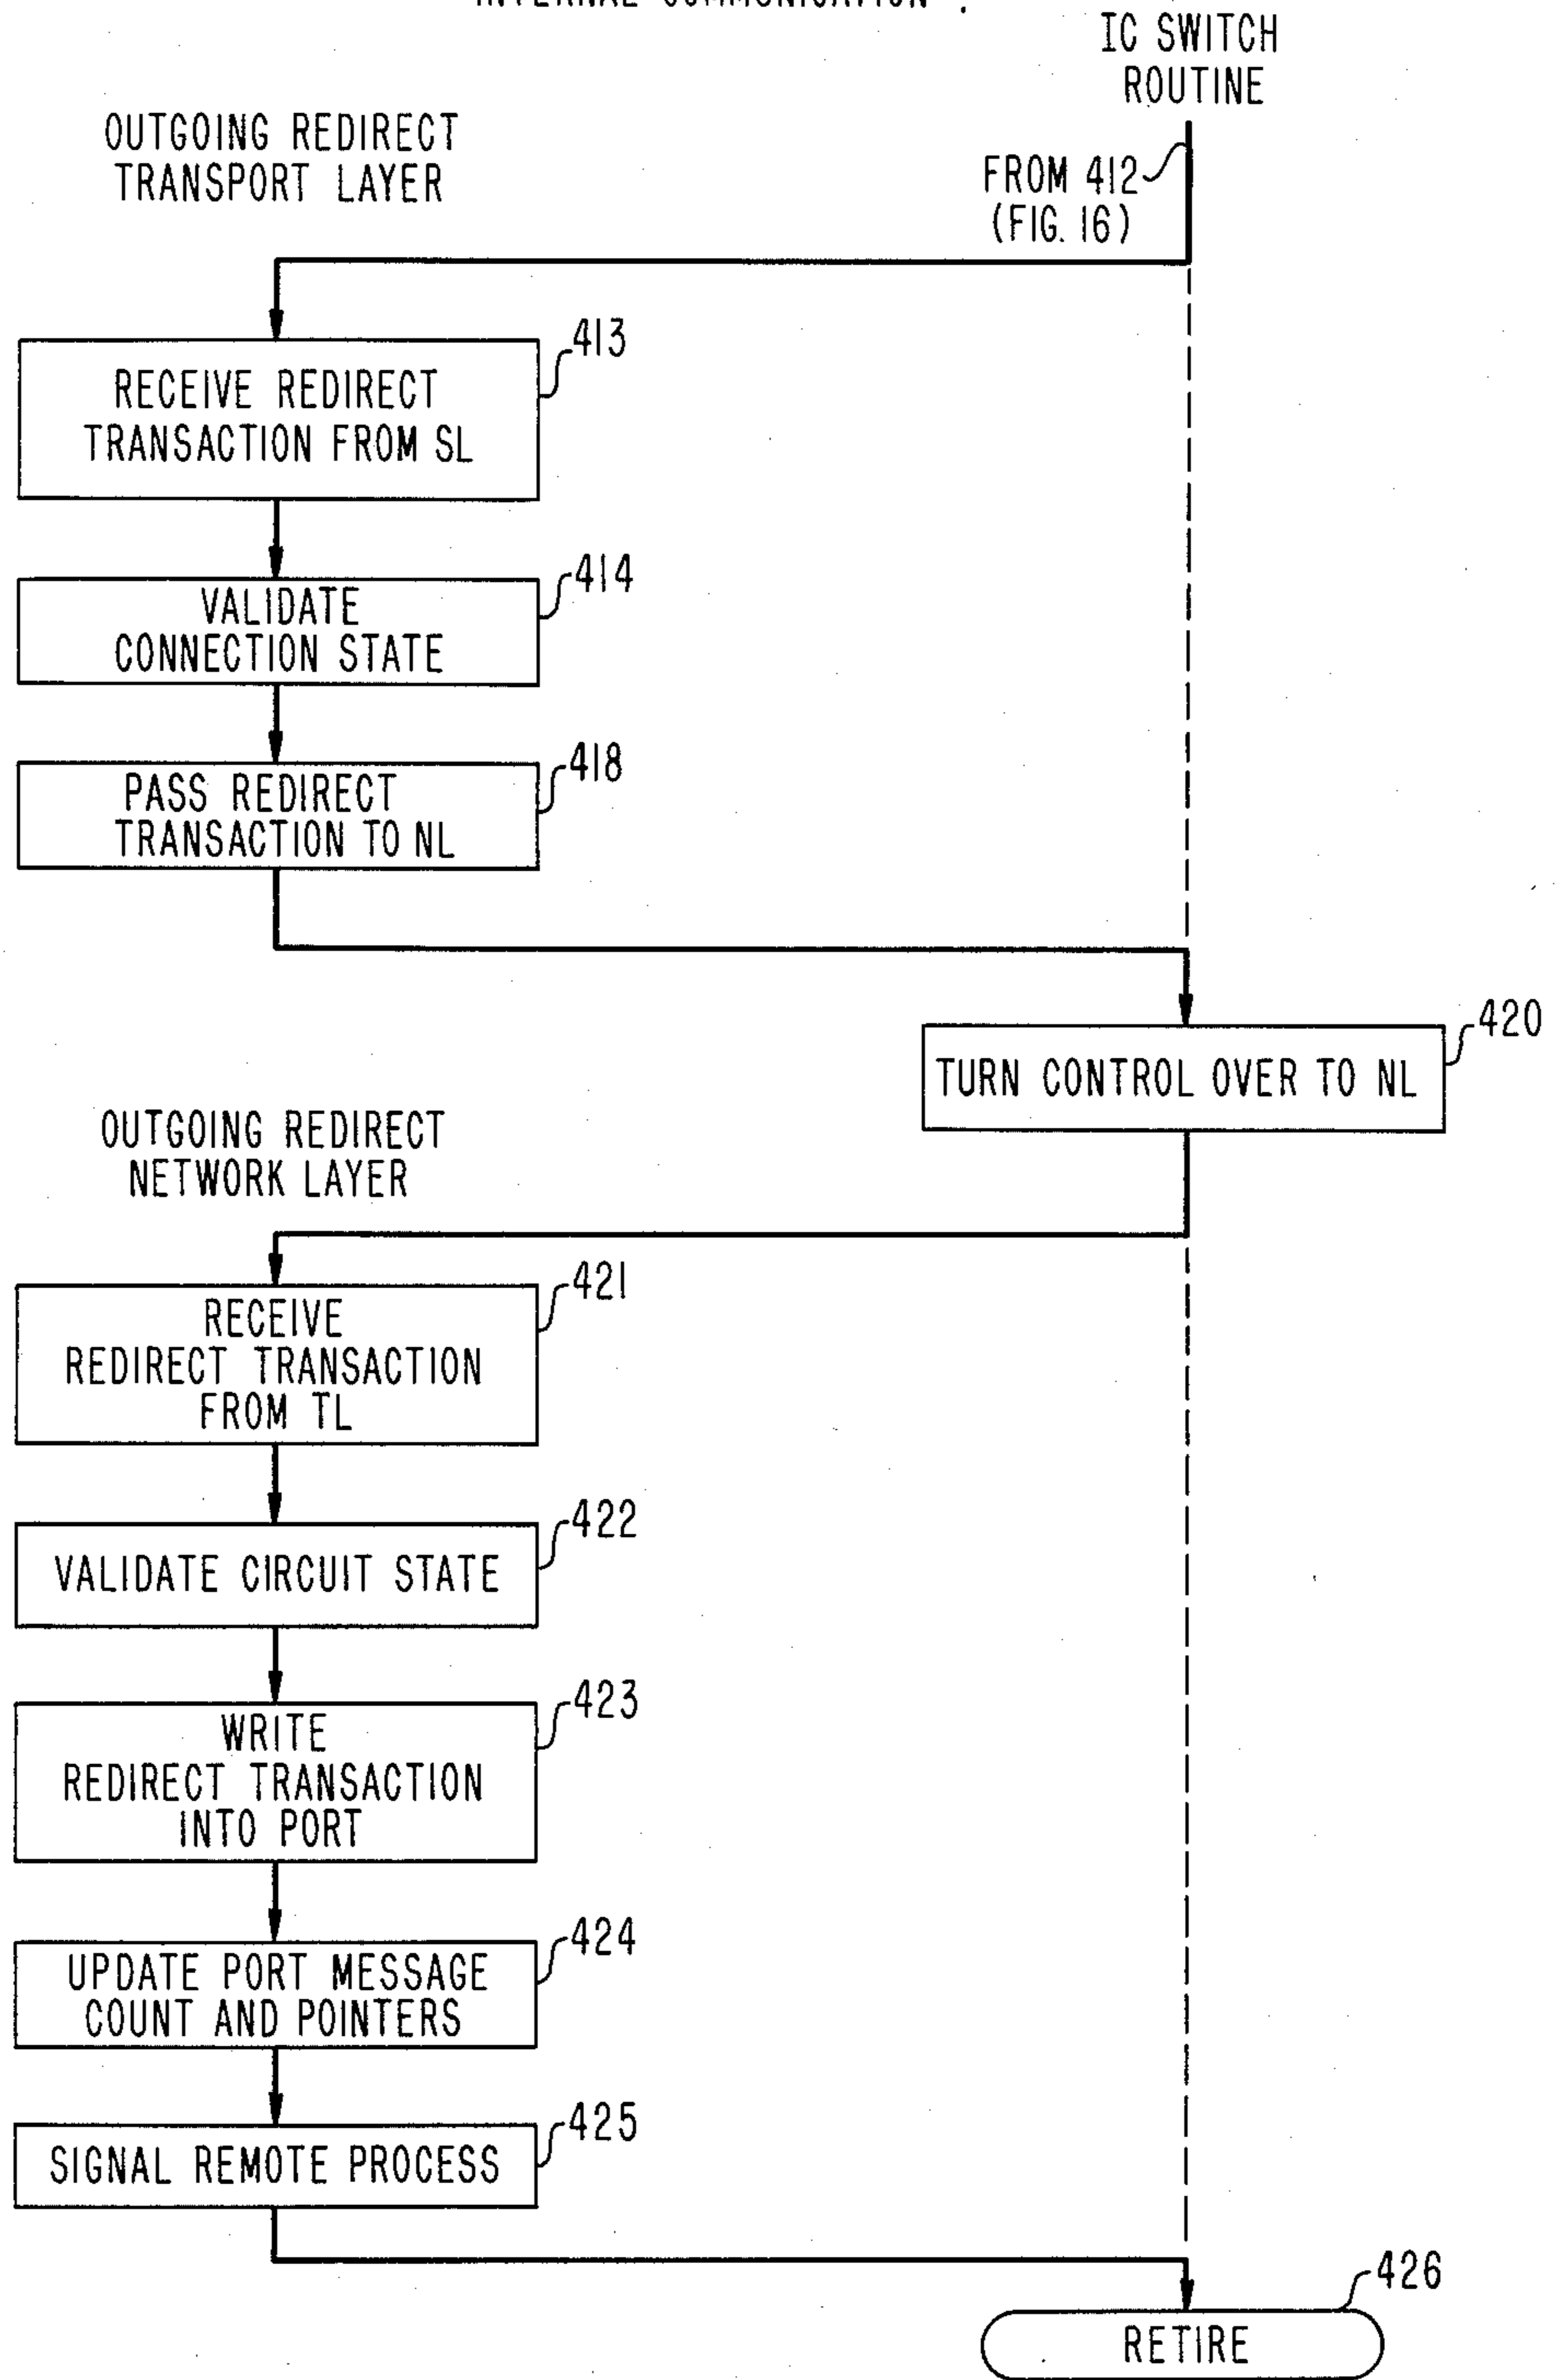 INTERNAL COMMUNICATION
IC SWITCH
ROUTINE
OUTGOING REDIRECT
TRANSPORT LAYER
FROM 412
(FIG. 16)
413
RECEIVE REDIRECT
TRANSACTION FROM SL
414
VALIDATE
CONNECTION STATE
418
PASS REDIRECT
TRANSACTION TO NL
420
TURN CONTROL OVER TO NL
OUTGOING REDIRECT
NETWORK LAYER
421
RECEIVE
REDIRECT TRANSACTION
FROM TL
422
VALIDATE CIRCUIT STATE
423
WRITE
REDIRECT TRANSACTION
INTO PORT
424
UPDATE PORT MESSAGE
COUNT AND POINTERS
425
SIGNAL REMOTE PROCESS
426
RETIRE